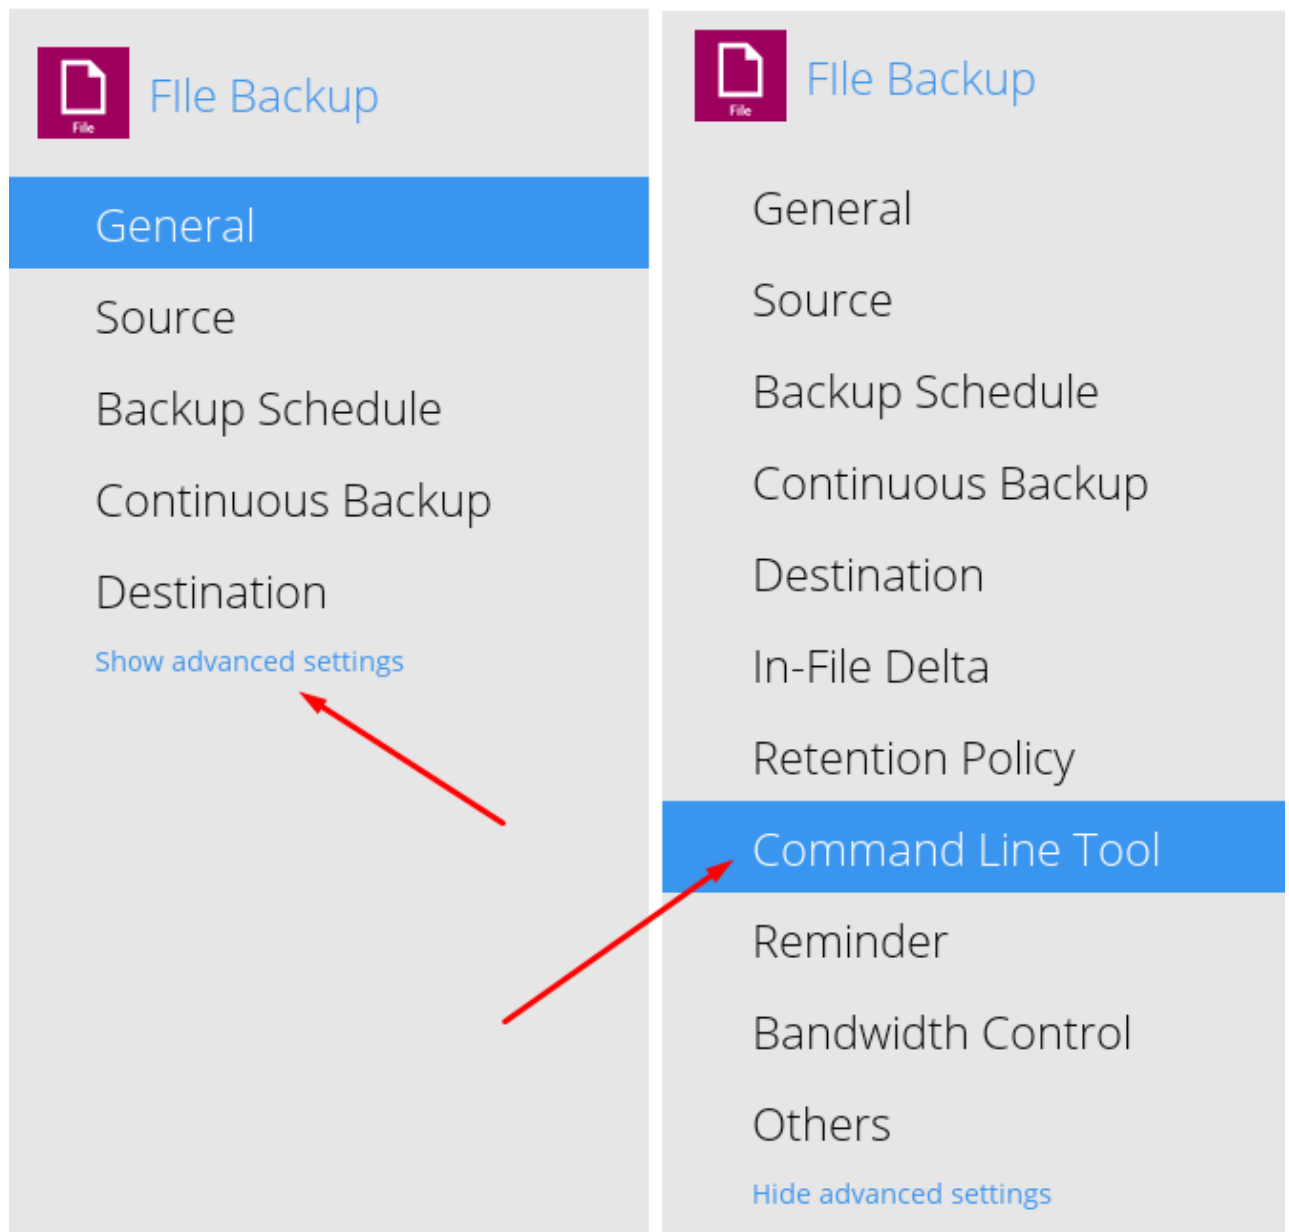 File
FIle Backup
General
Source
Backup Schedule
Continuous Backup
Destination
Show advanced settings
File
FIle Backup
General
Source
Backup Schedule
Continuous Backup
Destination
In-File Delta
Retention Policy
Command Line Tool
Reminder
Bandwidth Control
Others
Hide advanced settings